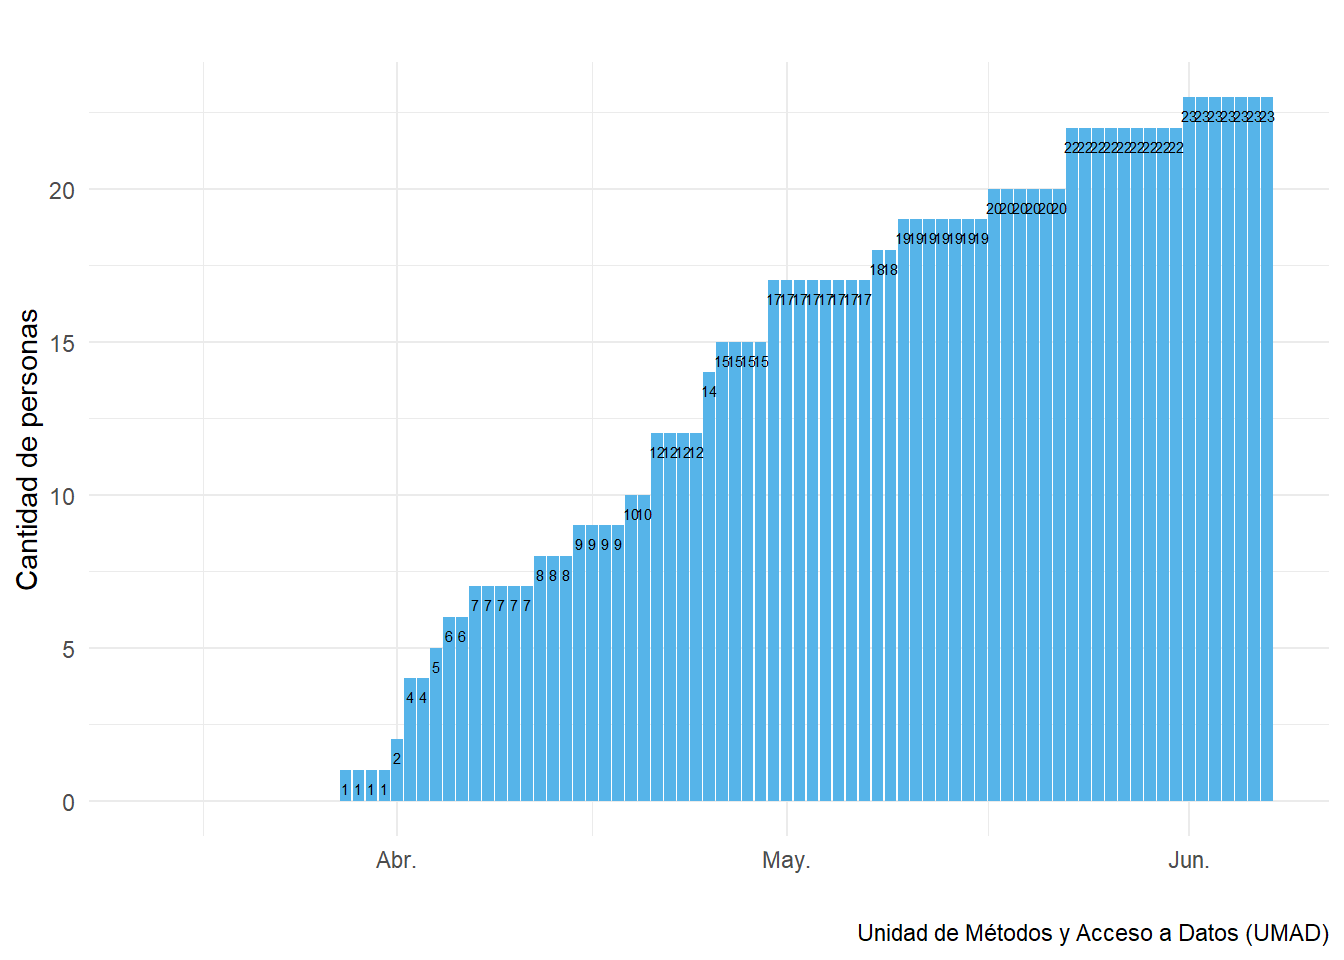 23 23 23 23 23 23 23
22 22 22 22 22 22 22 22 22
20
20 20 20 20 20 20
19 19 19 19 19 19 19
18 18
17 17 17 17 17 17 17 17
15
15 15 15 15
14
12 12 12 12
10
10 10
9 9 9 9
8 8 8
7 7 7 7 7
6 6
5
5
4 4
2
1 1 1 1
0
Cantidad de personas
Abr. May. Jun.
Unidad de Métodos y Acceso a Datos (UMAD)